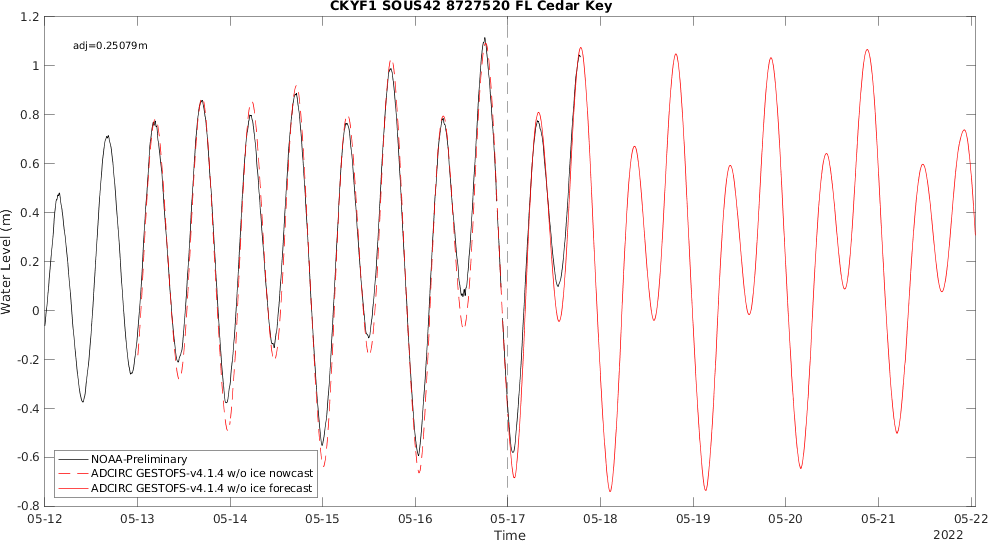 CKYF1 SOUS42 8727520 FL Cedar Key
1.2
adj=0.25079m
1
0.8
0.6
0.4
0.2
0
-0.2
-0.4
-0.6
-0.8
Water Level (m)
NOAA-Preliminary
ADCIRC GESTOFS-v4.1.4 w/o ice nowcast
ADCIRC GESTOFS-v4.1.4 w/o ice forecast
05-12 05-13 05-14 05-15 05-16 05-17 05-18 05-19 05-20 05-21 05-22
Time
2022